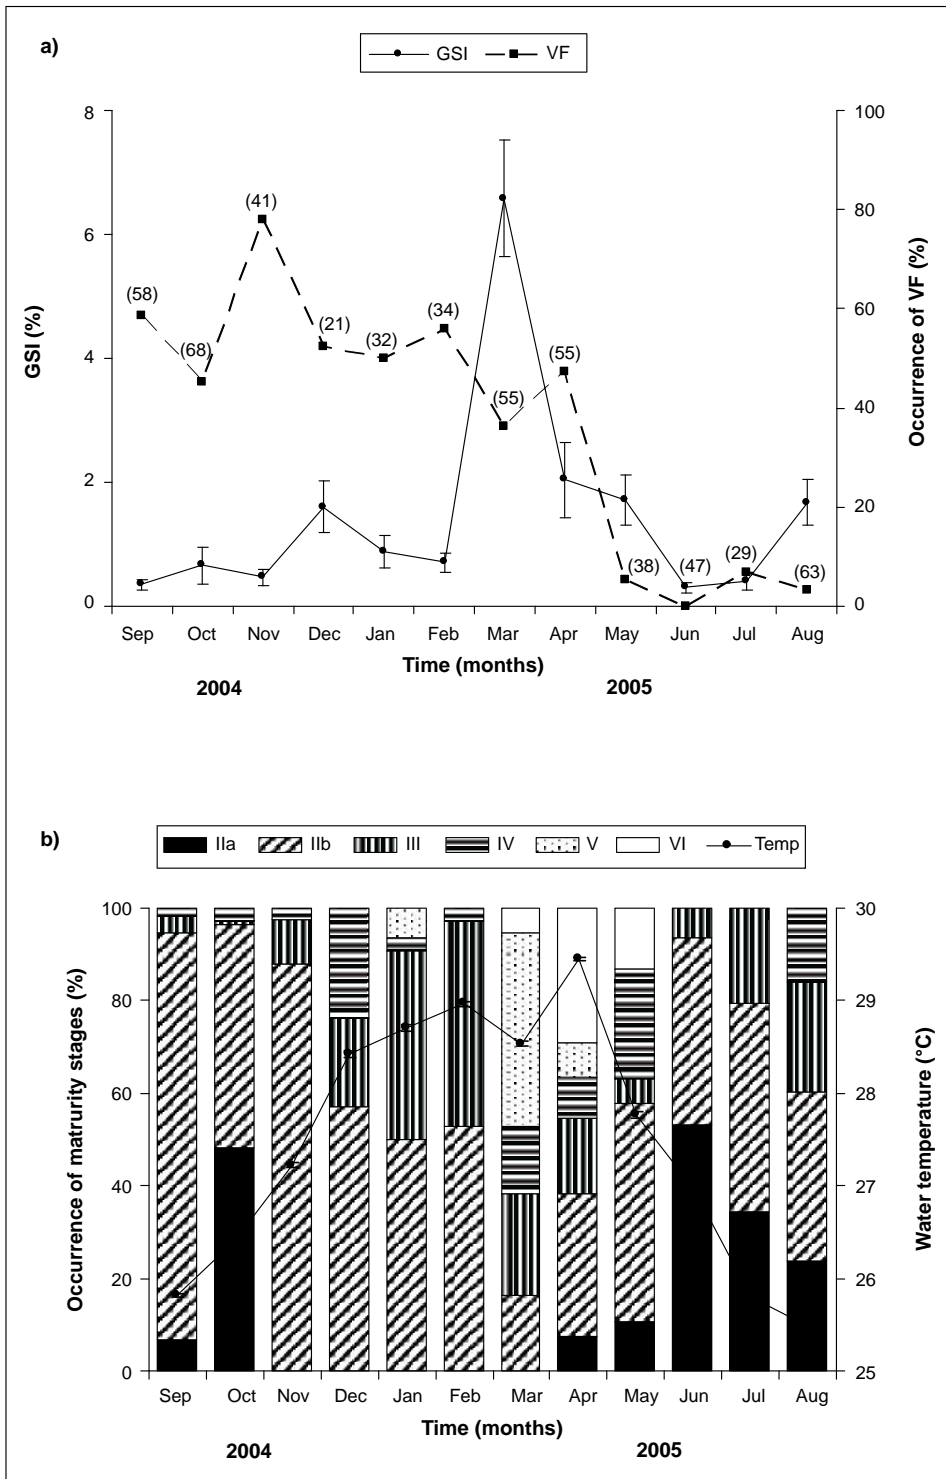 a)
GSI VF
8 100
(41)
80
6
(58)
(34)
(21)
(32)
60
(68)
(55)
4
(55)
40
2
20
(38) (47) (29) (63)
0 0
GSI (%)
Occurrence of VF (%)
Sep Oct Nov Dec Jan Feb Mar Apr May Jun Jul Aug
Time (months)
2004 2005
b)
IIa IIb III IV V VI Temp
100 30
80 29
60 28
40 27
20 26
0 25
Occurrence of matruity stages (%)
Water temperature (°C)
Sep Oct Nov Dec Jan Feb Mar Apr May Jun Jul Aug
Time (months)
2004 2005